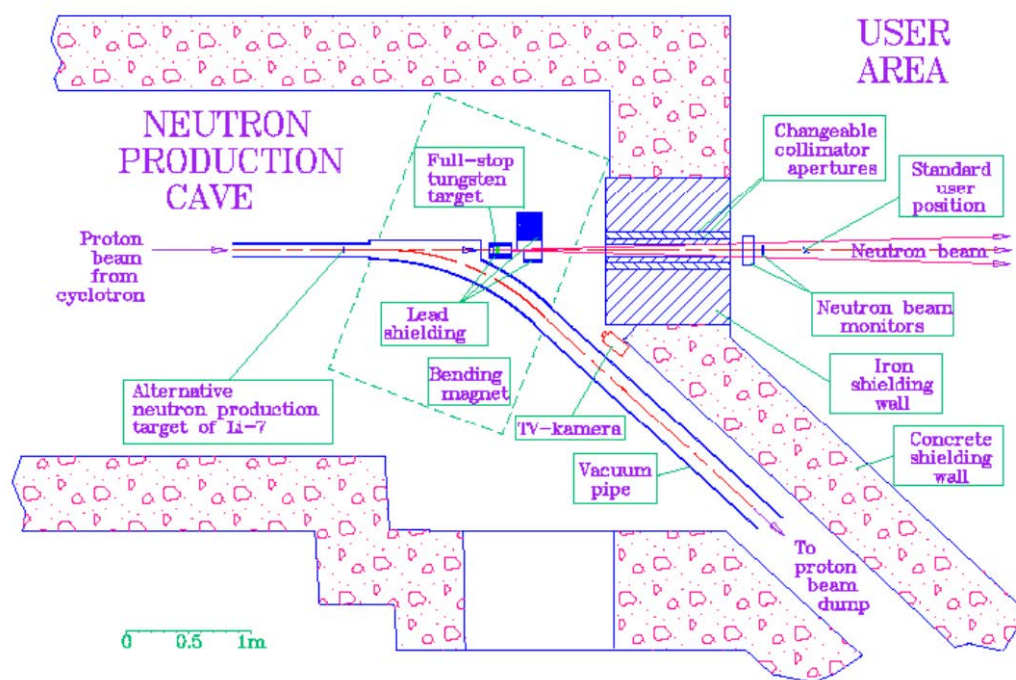 USER
AREA
NEUTRON
PRODUCTION
CAVE
Full-stop
tungsten
target
Changeable
collimator
apertures
Standard
user
position
Proton
beam
from
cyclotron
Neutron beam
Lead
shielding
Neutron beam
monitors
Bending
magnet
Alternative
neutron production
target of Li-7
TV-kamera
Iron
shielding
wall
Vacuum
pipe
Concrete
shielding
wall
To
proton
beam
dump
0 0.5 1m